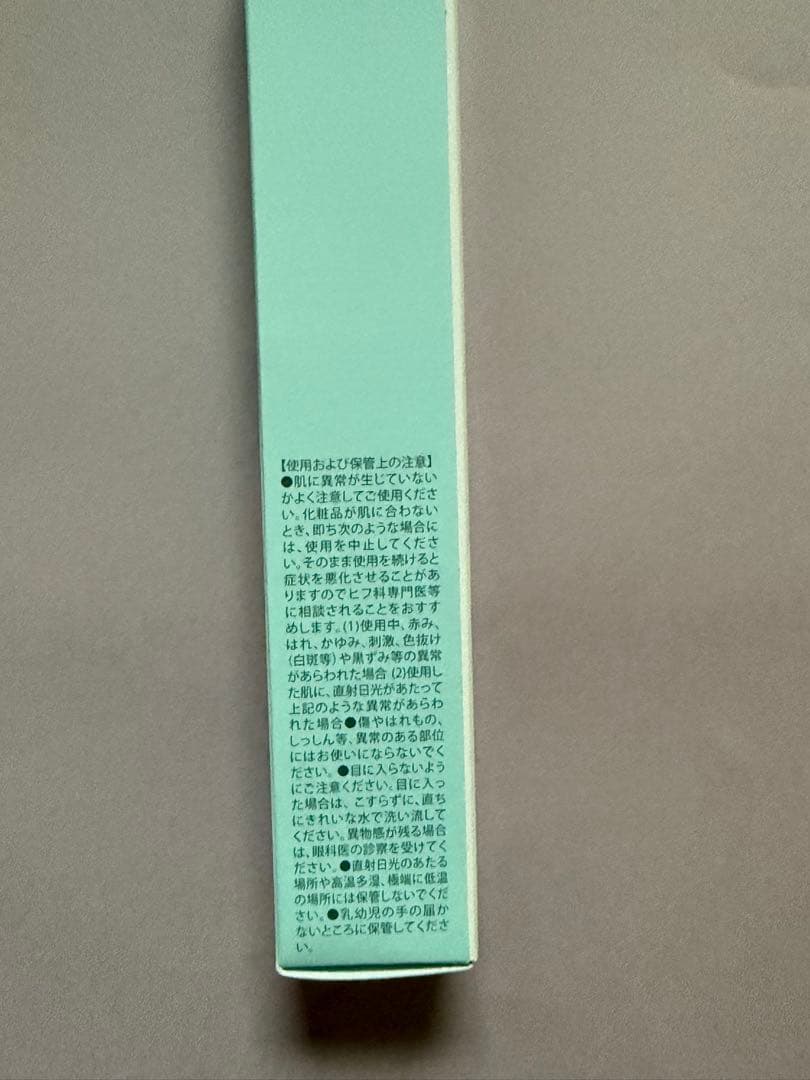 【使用および保管上の注意】
●肌に異常が生じていない
かよく注意してご使用くださ
い。化粧品が肌に合わない
とき、即ち次のような場合に
は、使用を中止してくださ
い。そのまま使用を続けると
症状を悪化させることがあ
りますのでヒフ科専門医等
に相談されることをおすす
めします。(1)使用中、赤み、
はれ、かゆみ、刺激、色抜け
(白斑等)や黒ずみ等の異常
があらわれた場合 (2)使用し
た肌に、直射日光があたって
上記のような異常があらわ
れた場合●傷やはれもの、
しっしん等、異常のある部位
にはお使いにならないでく
ださい。●目に入らないよう
にご注意ください。目に入っ
た場合は、こすらずに、直ち
にきれいな水で洗い流して
ください。異物感が残る場合
は、眼科医の診察を受けてく
ださい。●直射日光のあたる
場所や高温多湿、極端に低温
の場所には保管しないでくだ
さい。●乳幼児の手の届か
ないところに保管してくださ
い。